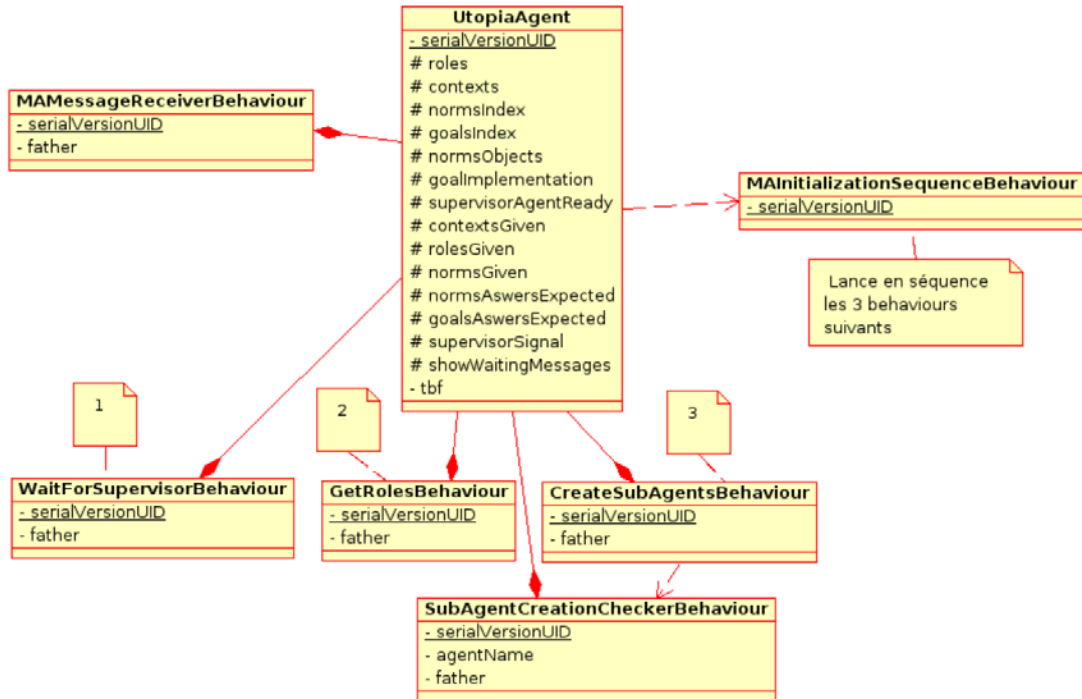 UtopiaAgent
- serialVersionUID
# roles
# contexts
# normsIndex
# goalsIndex
# normsObjects
# goalImplementation
# supervisorAgentReady
# contextsGiven
# rolesGiven
# normsGiven
# normsAswersExpected
# goalsAswersExpected
# supervisorSignal
# showWaitingMessages
- tbf
MAMessageReceiverBehaviour
- serialVersionUID
- father
MAInitializationSequenceBehaviour
- serialVersionUID
Lance en séquence
les 3 behaviours
suivants
1
2
3
WaitForSupervisorBehaviour
- serialVersionUID
- father
GetRolesBehaviour
- serialVersionUID
- father
CreateSubAgentsBehaviour
- serialVersionUID
- father
SubAgentCreationCheckerBehaviour
- serialVersionUID
- agentName
- father